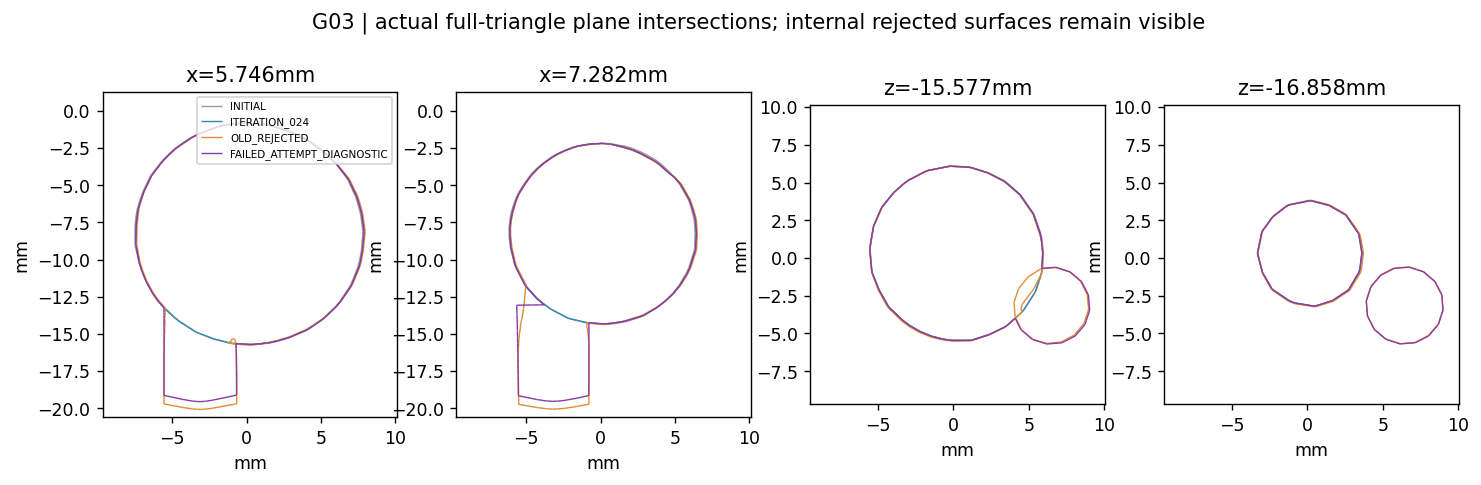 G03 | actual full-triangle plane intersections; internal rejected surfaces remain visible
x=5.746mm
x=7.282mm
z=-15.577mm
z=-16.858mm
INITIAL
ITERATION_024
OLD_REJECTED
FAILED_ATTEMPT_DIAGNOSTIC
0.0
−2.5
−5.0
−7.5
−10.0
−12.5
−15.0
−17.5
−20.0
mm
−5
0
5
10
mm
0.0
−2.5
−5.0
−7.5
−10.0
−12.5
−15.0
−17.5
−20.0
mm
−5
0
5
10
mm
10.0
7.5
5.0
2.5
0.0
−2.5
−5.0
−7.5
mm
−5
0
5
10
mm
10.0
7.5
5.0
2.5
0.0
−2.5
−5.0
−7.5
mm
−5
0
5
10
mm